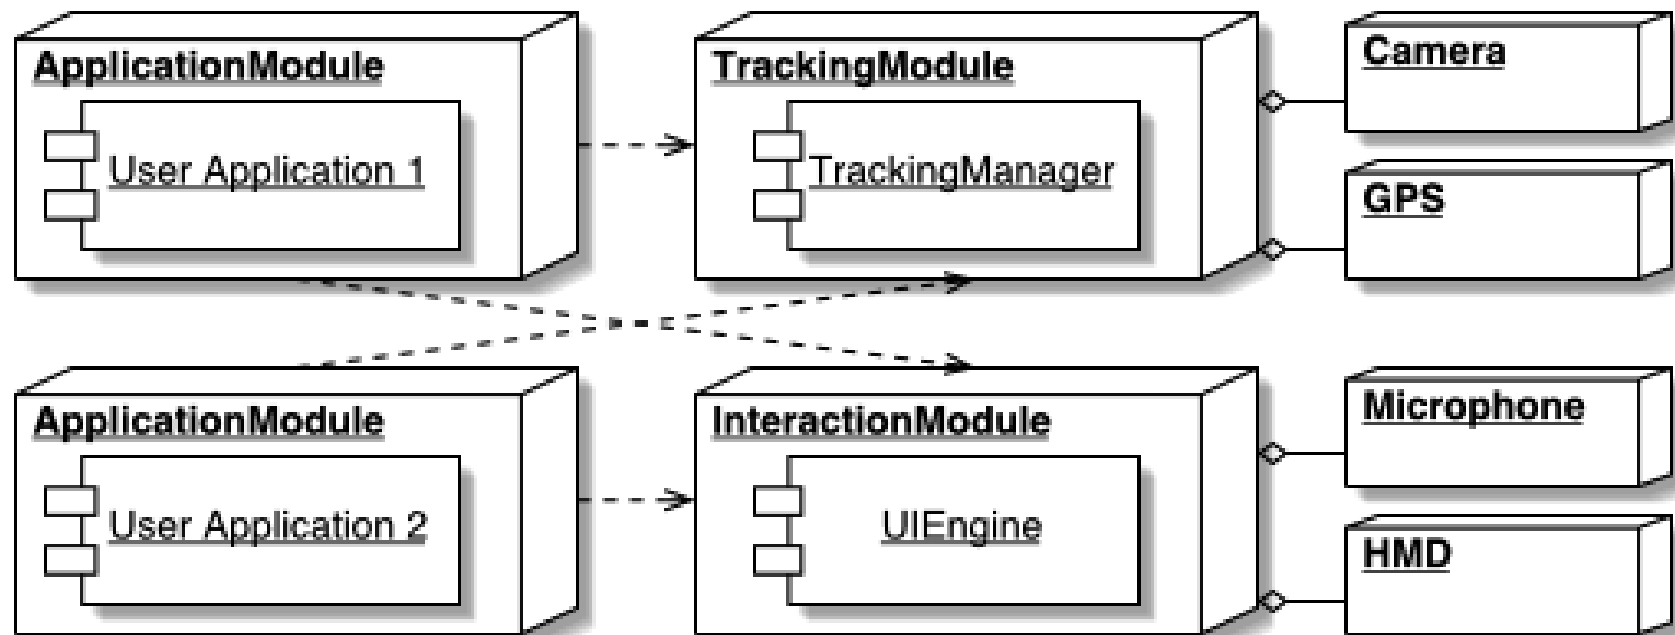 ApplicationModule
User Application 1
TrackingModule
TrackingManager
Camera
GPS
ApplicationModule
User Application 2
InteractionModule
UIEngine
Microphone
HMD